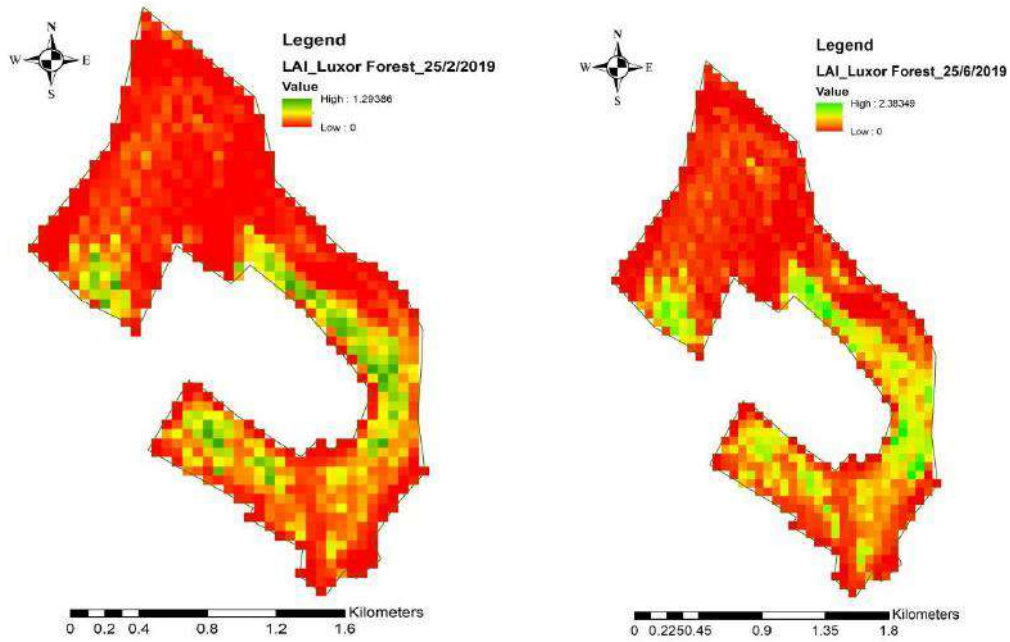 N
W E
S
Legend
LAI_Luxor Forest_25/2/2019
Value
High : 1.29386
Low : 0
Kilometers
0 0.2 0.4 0.8 1.2 1.6
N
W E
S
Legend
LAI_Luxor Forest_25/6/2019
Value
High : 2.38349
Low : 0
Kilometers
0 0.2250.45 0.9 1.35 1.8